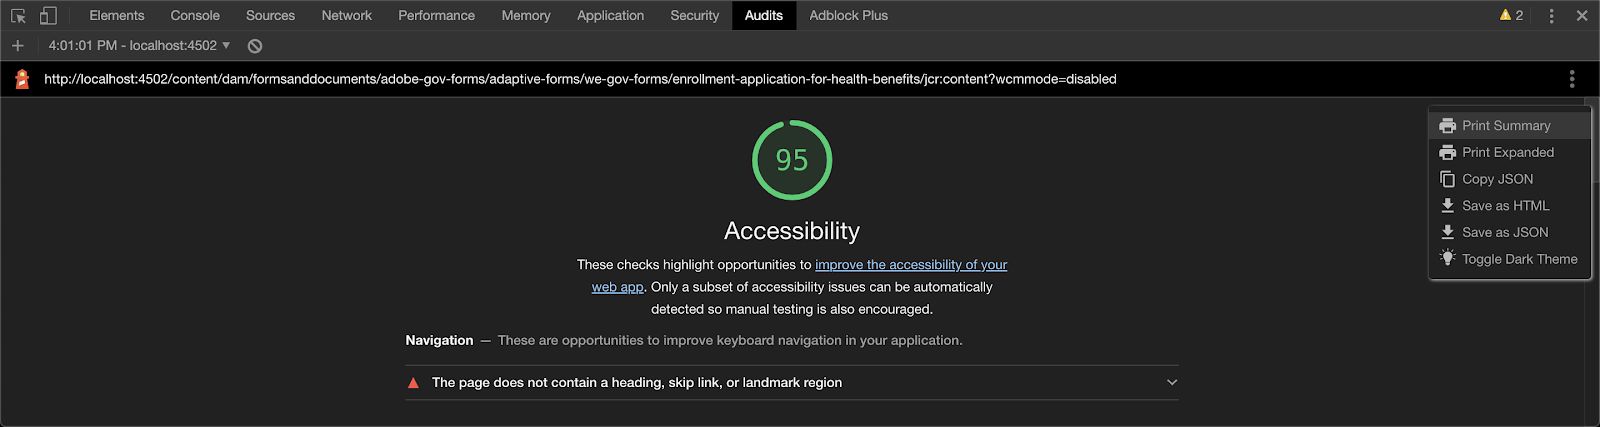 Elements Console Sources Network Performance Memory Application Security Audits Adblock Plus 2
4:01:01 PM - localhost:4502
http://localhost:4502/content/dam/formsanddocuments/adobe-gov-forms/adaptive-forms/we-gov-forms/enrollment-application-for-health-benefits/jcr:content?wcmmode=disabled
Print Summary
Print Expanded
Copy JSON
Save as HTML
Save as JSON
Toggle Dark Theme
95
Accessibility
These checks highlight opportunities to improve the accessibility of your
web app. Only a subset of accessibility issues can be automatically
detected so manual testing is also encouraged.
Navigation — These are opportunities to improve keyboard navigation in your application.
The page does not contain a heading, skip link, or landmark region